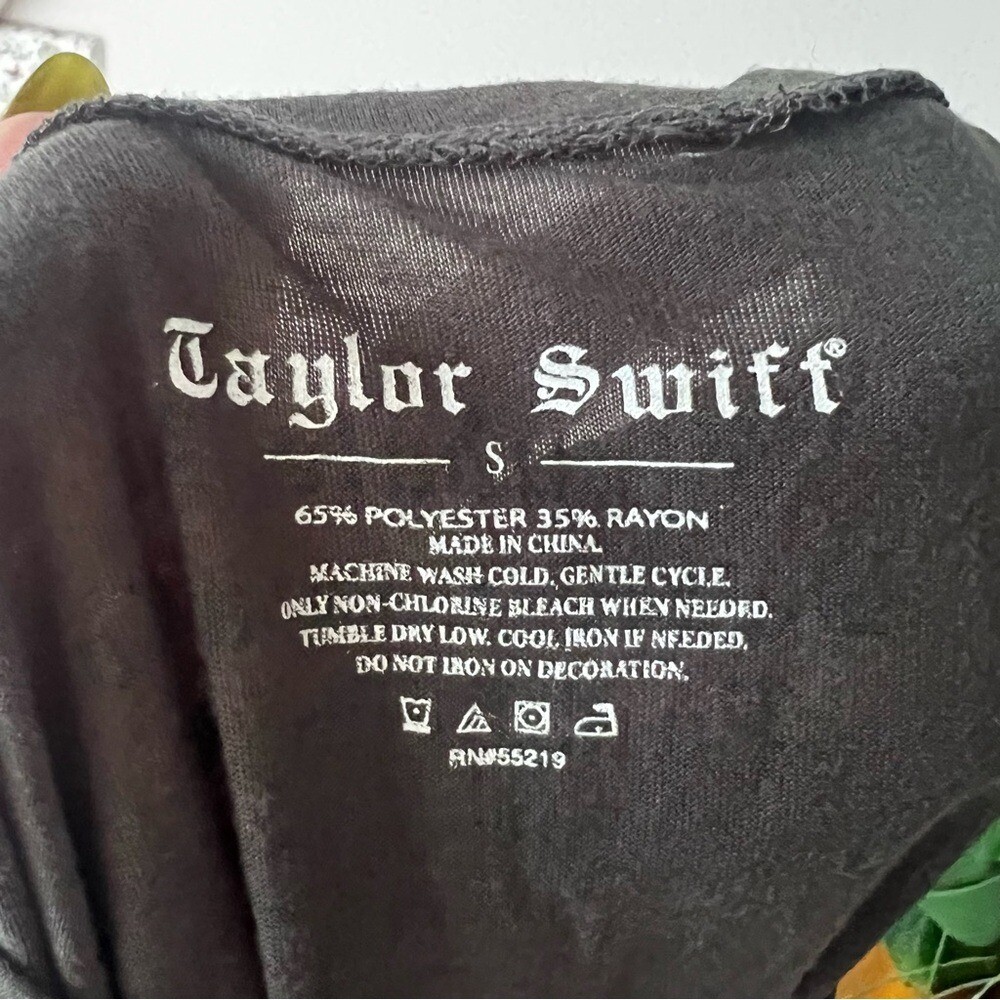 Taylor Swift®
S
65% POLYESTER 35% RAYON
MADE IN CHINA.
MACHINE WASH COLD, GENTLE CYCLE.
ONLY NON-CHLORINE BLEACH WHEN NEEDED.
TUMBLE DRY LOW. COOL IRON IF NEEDED.
DO NOT IRON ON DECORATION.
RN#55219